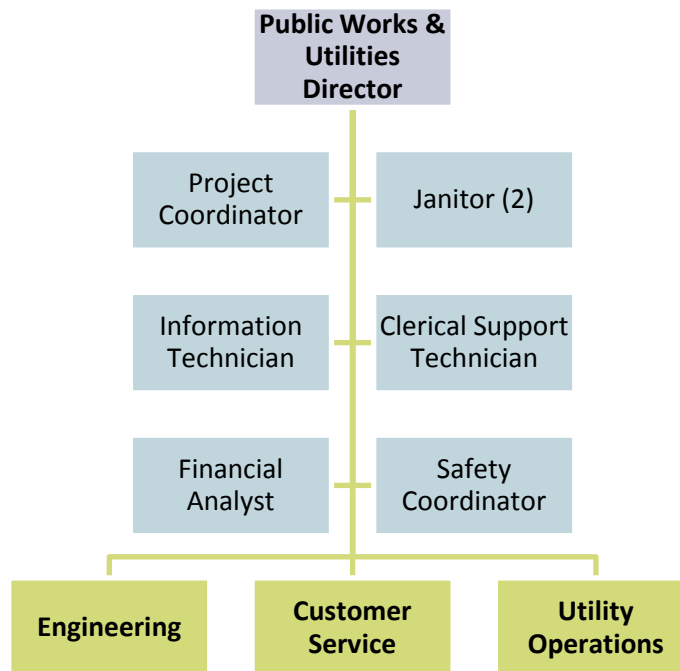 Public Works &
Utilities
Director
Project
Coordinator
Janitor (2)
Information
Technician
Clerical Support
Technician
Financial
Analyst
Safety
Coordinator
Engineering
Customer
Service
Utility
Operations